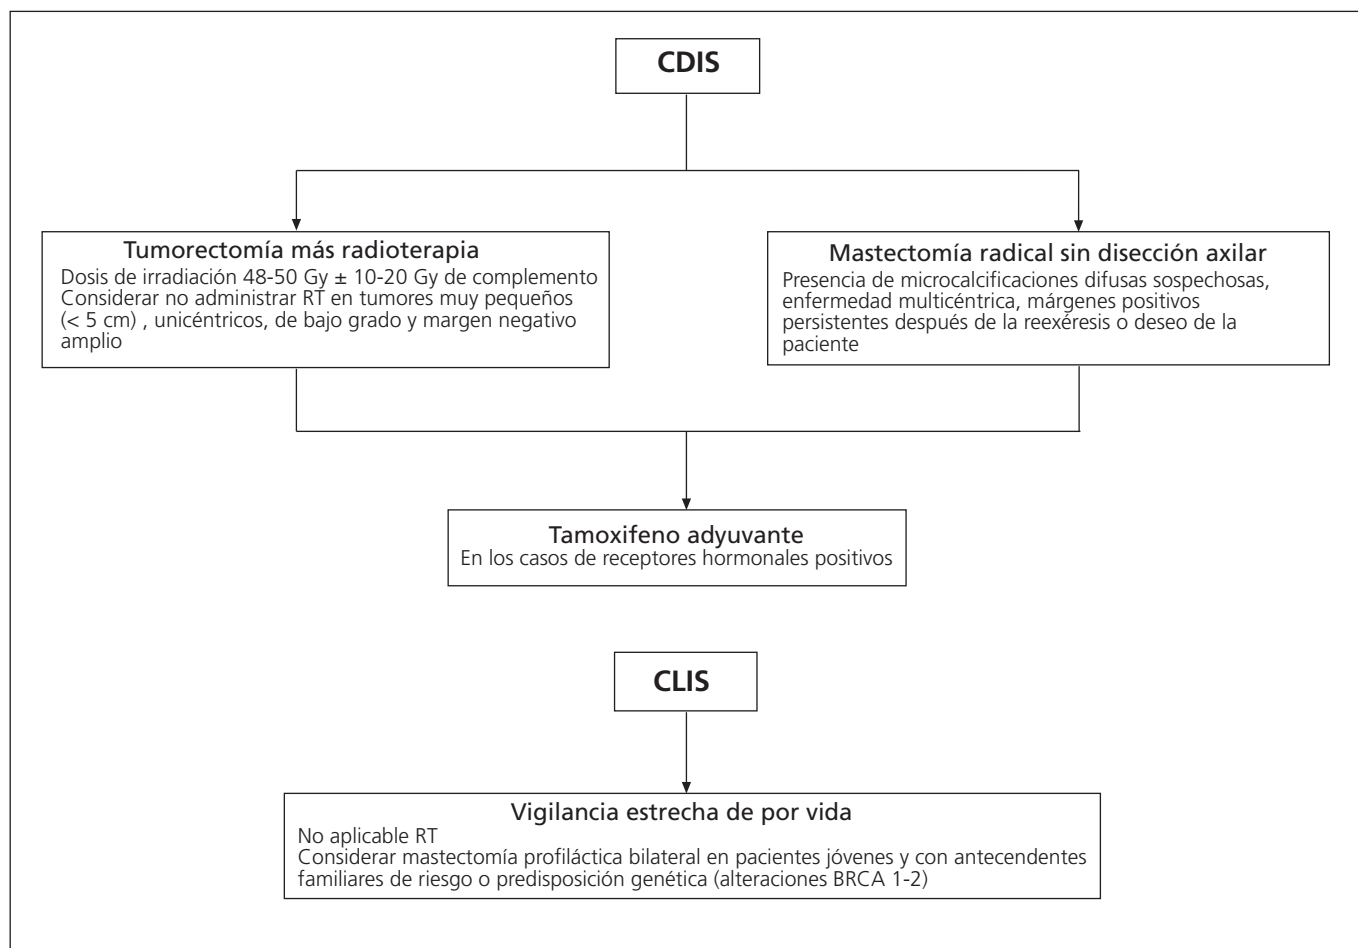 CDIS
Tumorectomía más radioterapia
Dosis de irradiación 48-50 Gy ± 10-20 Gy de complemento
Considerar no administrar RT en tumores muy pequeños
(< 5 cm) , unicéntricos, de bajo grado y margen negativo
amplio
Mastectomía radical sin disección axilar
Presencia de microcalcificaciones difusas sospechosas,
enfermedad multicéntrica, márgenes positivos
persistentes después de la reexéresis o deseo de la
paciente
Tamoxifeno adyuvante
En los casos de receptores hormonales positivos
CLIS
Vigilancia estrecha de por vida
No aplicable RT
Considerar mastectomía profiláctica bilateral en pacientes jóvenes y con antecendentes
familiares de riesgo o predisposición genética (alteraciones BRCA 1-2)